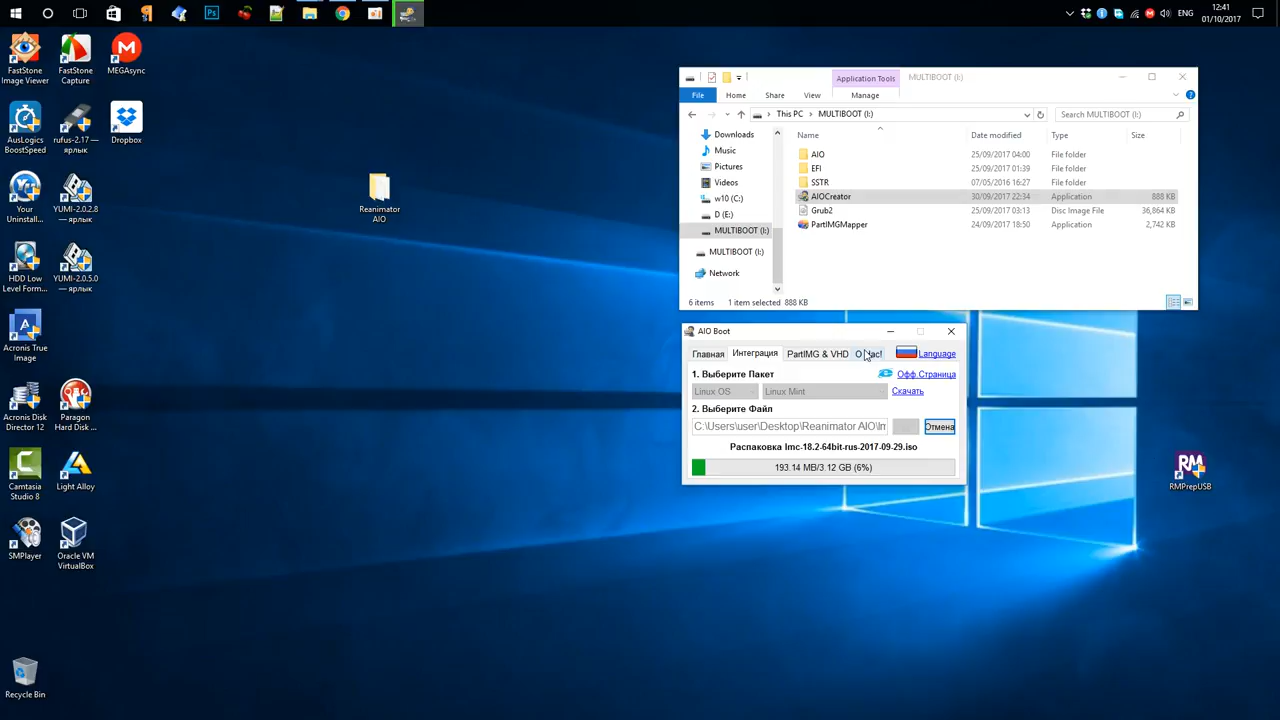 Ps
12:41
ENG
01/10/2017
FastStone
Image Viewer
FastStone
Capture
MEGAsync
AusLogics
BoostSpeed
rufus-2.17 —
ярлык
Dropbox
Your
Uninstall...
YUMI-2.0.2.8
— ярлык
HDD Low
Level Form...
YUMI-2.0.5.0
— ярлык
Acronis True
Image
Acronis Disk
Director 12
Paragon
Hard Disk ...
Camtasia
Studio 8
Light Alloy
SMPlayer
Oracle VM
VirtualBox
Recycle Bin
Reanimator
AIO
RM
RMPrepUSB
Application Tools
MULTIBOOT (I:)
File
Home
Share
View
Manage
This PC
MULTIBOOT (I:)
Search MULTIBOOT (I:)
Downloads
Music
Pictures
Videos
w10 (C:)
D (E:)
MULTIBOOT (I:)
MULTIBOOT (I:)
Network
Name
Date modified
Type
Size
AIO 25/09/2017 04:00 File folder
EFI 25/09/2017 01:39 File folder
SSTR 07/05/2016 16:27 File folder
AIOCreator 30/09/2017 22:34 Application 888 KB
Grub2 25/09/2017 03:13 Disc Image File 36,864 KB
PartIMGMapper 24/09/2017 18:50 Application 2,742 KB
6 items 1 item selected 888 KB
AIO Boot
Главная Интеграция PartIMG & VHD Language
1. Выберите Пакет Офф.Страница
Linux OS Linux Mint Скачать
2. Выберите Файл
C:\Users\user\Desktop\Reanimator AIO\lm Отмена
Распаковка lmc-18.2-64bit-rus-2017-09-29.iso
193.14 MB/3.12 GB (6%)